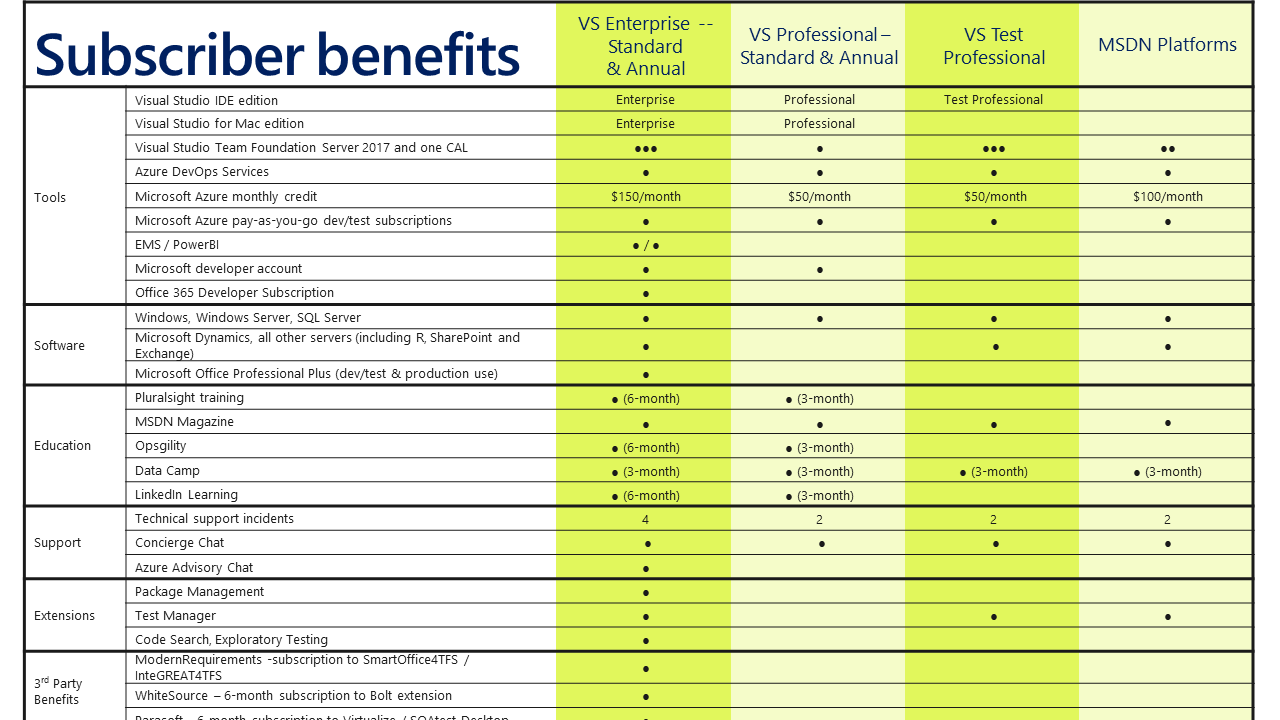 Subscriber benefits
VS Enterprise --
Standard
& Annual
VS Professional –
Standard & Annual
VS Test
Professional
MSDN Platforms
Tools
Visual Studio IDE edition Enterprise Professional Test Professional
Visual Studio for Mac edition Enterprise Professional
Visual Studio Team Foundation Server 2017 and one CAL ●●● ● ●●● ●●
Azure DevOps Services ● ● ● ●
Microsoft Azure monthly credit $150/month $50/month $50/month $100/month
Microsoft Azure pay-as-you-go dev/test subscriptions ● ● ● ●
EMS / PowerBI ● / ●
Microsoft developer account ● ●
Office 365 Developer Subscription ●
Software
Windows, Windows Server, SQL Server ● ● ● ●
Microsoft Dynamics, all other servers (including R, SharePoint and
Exchange) ● ● ●
Microsoft Office Professional Plus (dev/test & production use) ●
Education
Pluralsight training ● (6-month) ● (3-month)
MSDN Magazine ● ● ● ●
Opsgility ● (6-month) ● (3-month)
Data Camp ● (3-month) ● (3-month) ● (3-month) ● (3-month)
LinkedIn Learning ● (6-month) ● (3-month)
Support
Technical support incidents 4 2 2 2
Concierge Chat ● ● ● ●
Azure Advisory Chat ●
Extensions
Package Management ●
Test Manager ● ● ●
Code Search, Exploratory Testing ●
3rd Party
Benefits
ModernRequirements -subscription to SmartOffice4TFS /
InteGREAT4TFS ●
WhiteSource – 6-month subscription to Bolt extension ●
Parasoft – 6-month subscription to Virtualize / SOAtest Desktop ●